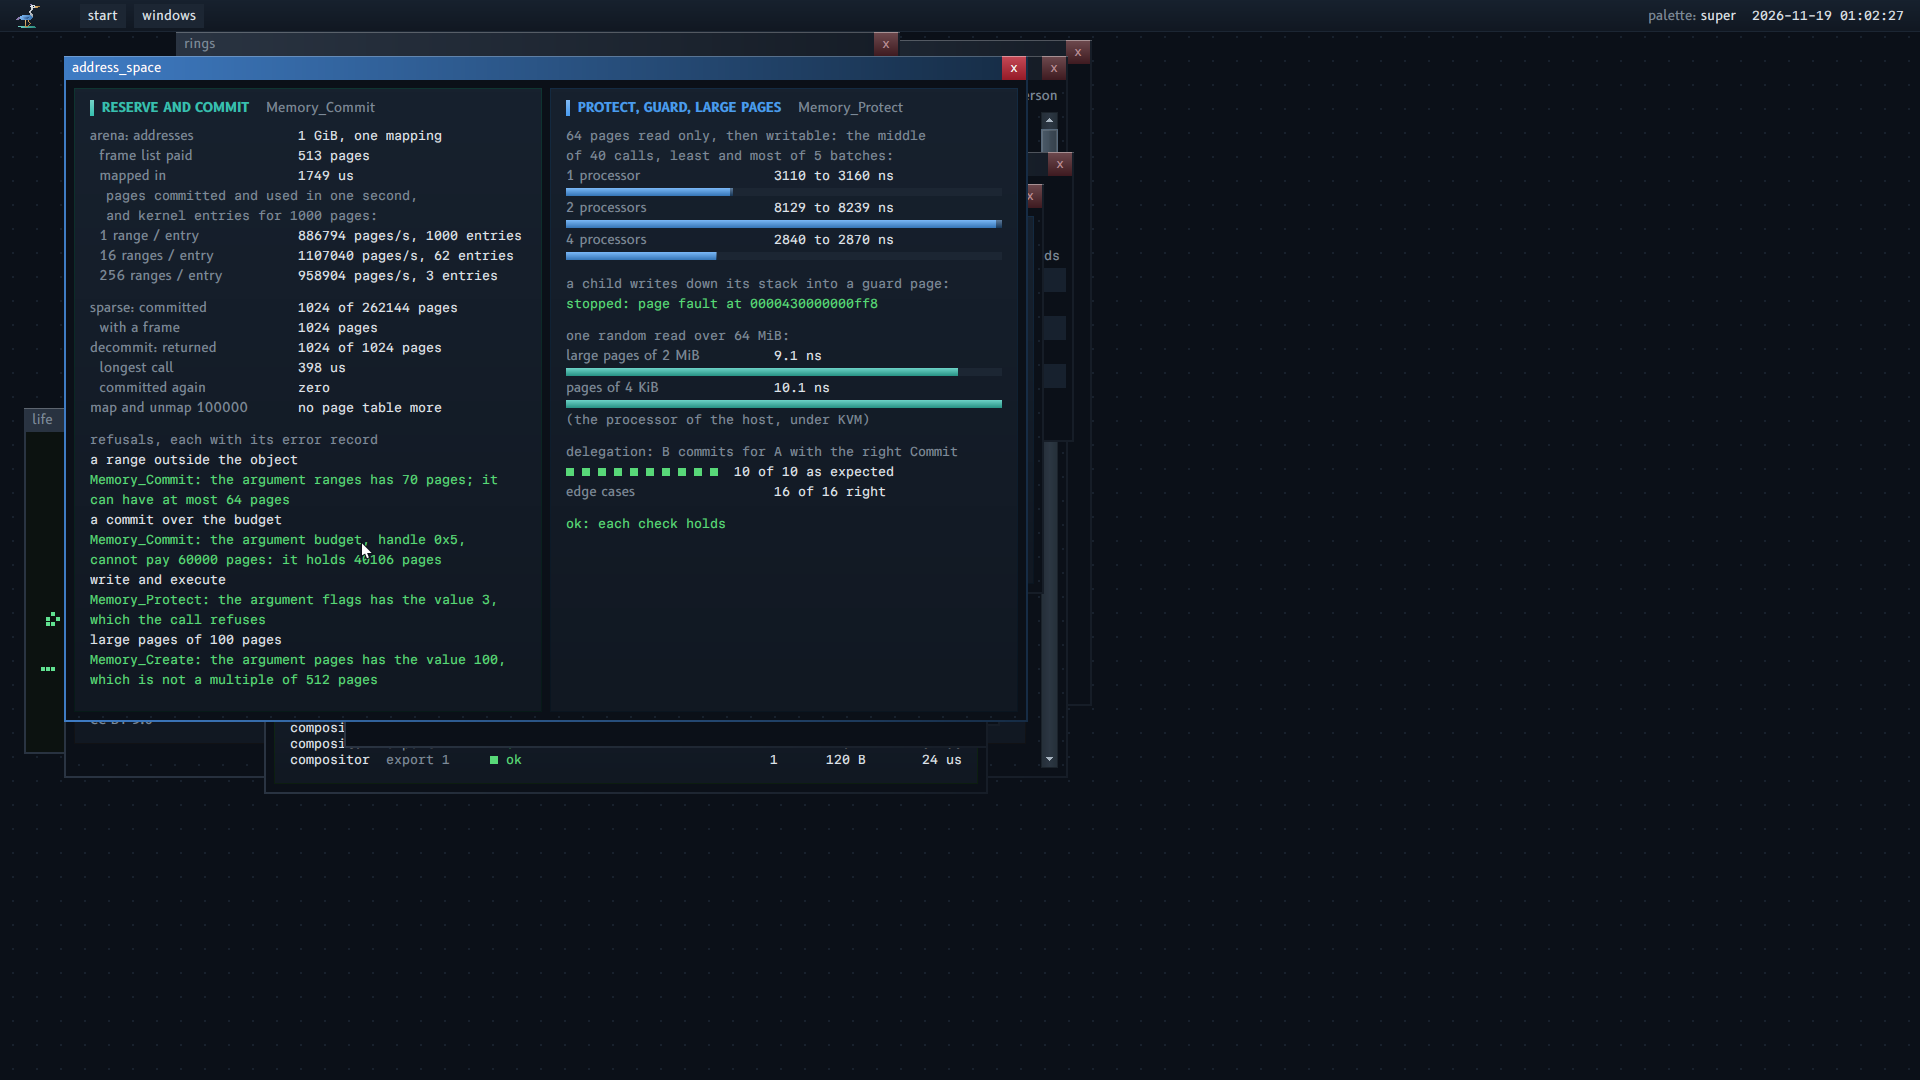 start windows palette: super 2026-11-19 01:02:27
rings x
x
address_space x
x
RESERVE AND COMMIT Memory_Commit
arena: addresses 1 GiB, one mapping
frame list paid 513 pages
mapped in 1749 us
pages committed and used in one second,
and kernel entries for 1000 pages:
1 range / entry 886794 pages/s, 1000 entries
16 ranges / entry 1107040 pages/s, 62 entries
256 ranges / entry 958904 pages/s, 3 entries
sparse: committed 1024 of 262144 pages
with a frame 1024 pages
decommit: returned 1024 of 1024 pages
longest call 398 us
committed again zero
map and unmap 100000 no page table more
refusals, each with its error record
a range outside the object
Memory_Commit: the argument ranges has 70 pages; it
can have at most 64 pages
a commit over the budget
Memory_Commit: the argument budget, handle 0x5,
cannot pay 60000 pages: it holds 40106 pages
write and execute
Memory_Protect: the argument flags has the value 3,
which the call refuses
large pages of 100 pages
Memory_Create: the argument pages has the value 100,
which is not a multiple of 512 pages
PROTECT, GUARD, LARGE PAGES Memory_Protect
64 pages read only, then writable: the middle
of 40 calls, least and most of 5 batches:
1 processor 3110 to 3160 ns
2 processors 8129 to 8239 ns
4 processors 2840 to 2870 ns
a child writes down its stack into a guard page:
stopped: page fault at 0000430000000ff8
one random read over 64 MiB:
large pages of 2 MiB 9.1 ns
pages of 4 KiB 10.1 ns
(the processor of the host, under KVM)
delegation: B commits for A with the right Commit
10 of 10 as expected
edge cases 16 of 16 right
ok: each check holds
erson
x
x
ds
life
composi
composi
compositor export 1 ok 1 120 B 24 us